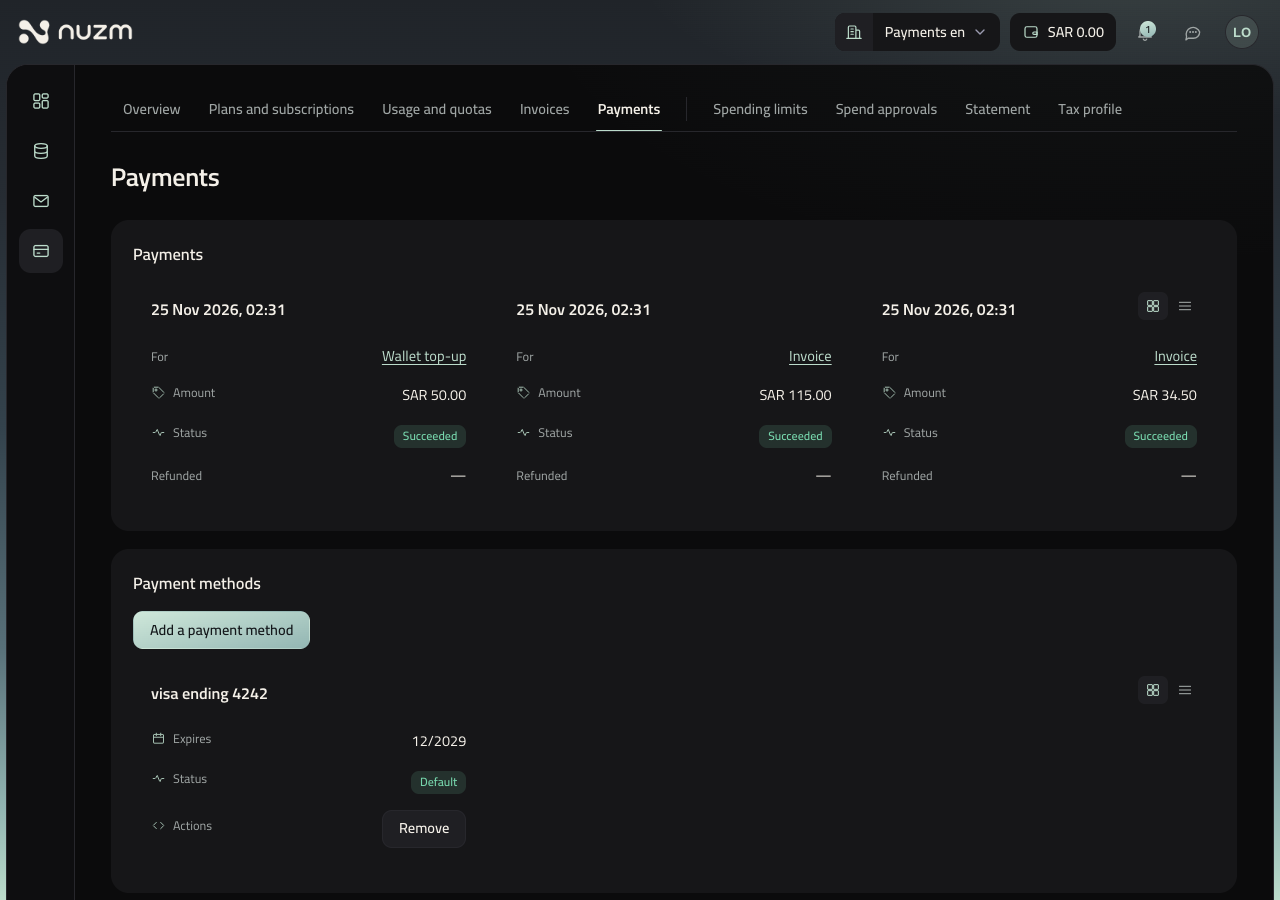 nuzm
Payments en
SAR 0.00
1
LO
Overview
Plans and subscriptions
Usage and quotas
Invoices
Payments
Spending limits
Spend approvals
Statement
Tax profile
Payments
Payments
25 Nov 2026, 02:31
For
Wallet top-up
Amount
SAR 50.00
Status
Succeeded
Refunded
—
25 Nov 2026, 02:31
For
Invoice
Amount
SAR 115.00
Status
Succeeded
Refunded
—
25 Nov 2026, 02:31
For
Invoice
Amount
SAR 34.50
Status
Succeeded
Refunded
—
Payment methods
Add a payment method
visa ending 4242
Expires
12/2029
Status
Default
Actions
Remove